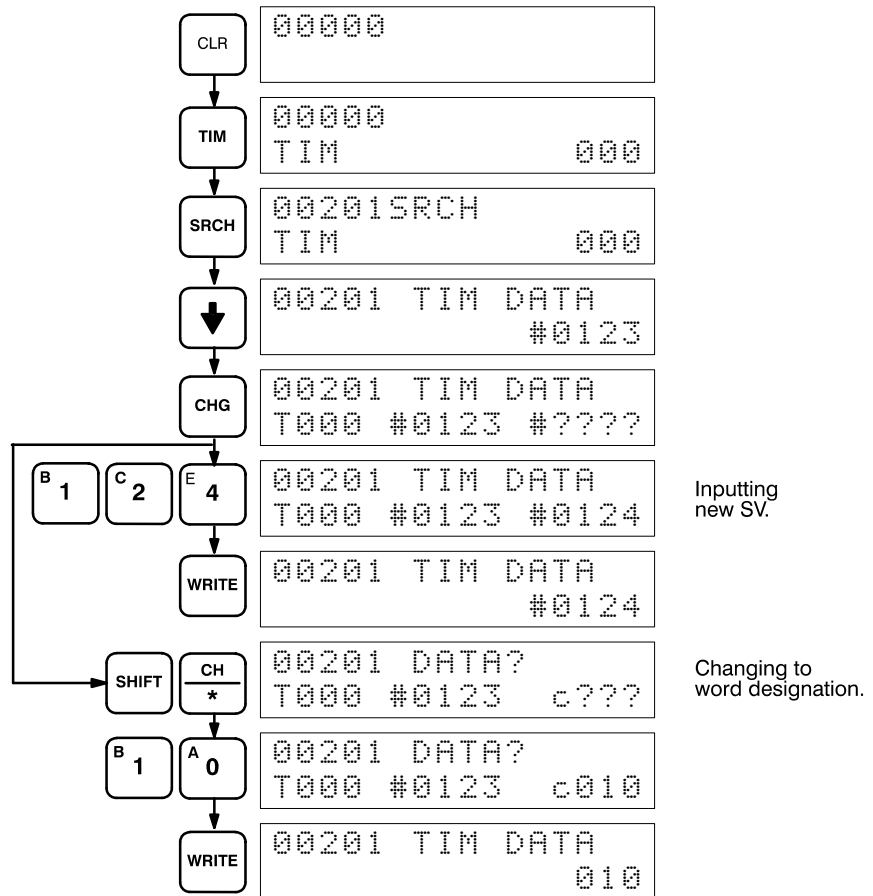 CLR
00000
TIM
00000
TIM 000
SRCH
00201SRCH
TIM 000
00201 TIM DATA
#0123
CHG
00201 TIM DATA
T000 #0123 #????
B 1
C 2
E 4
00201 TIM DATA
T000 #0123 #0124
Inputting
new SV.
WRITE
00201 TIM DATA
#0124
SHIFT
CH
*
00201 DATA?
T000 #0123 c???
Changing to
word designation.
B 1
A 0
00201 DATA?
T000 #0123 c010
WRITE
00201 TIM DATA
010